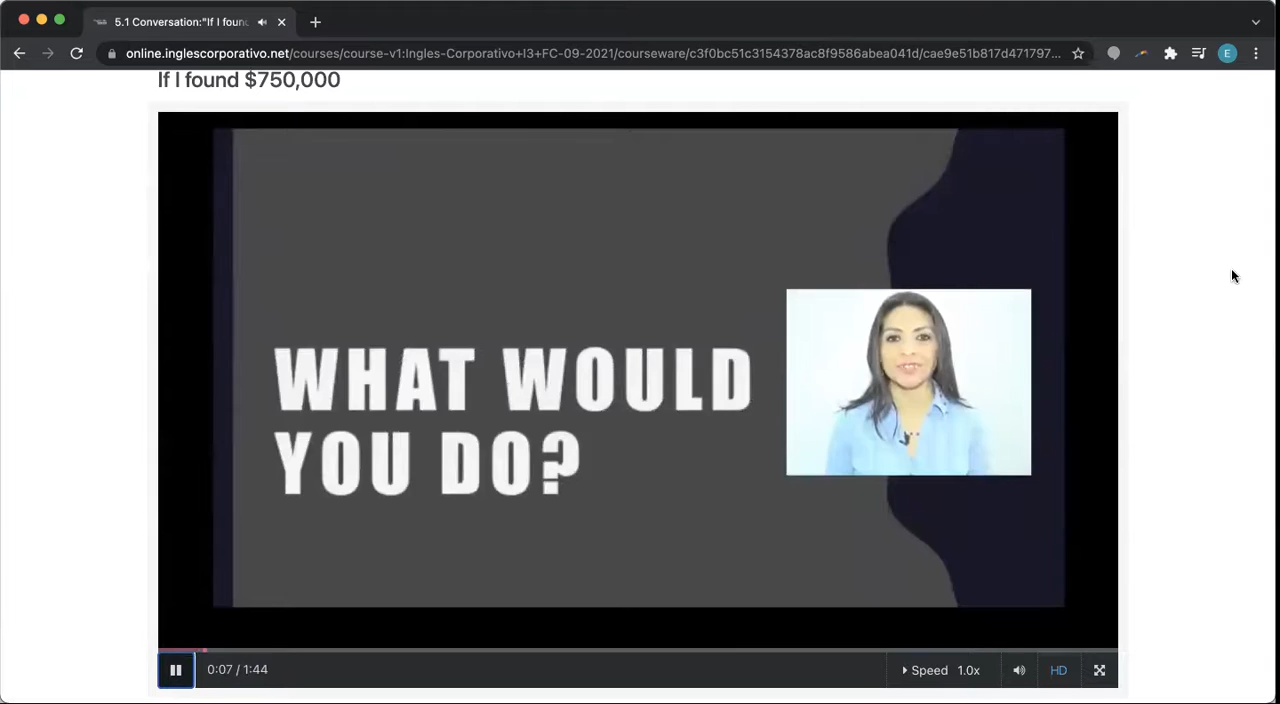 5.1 Conversation:"If I foun
online.inglescorporativo.net/courses/course-v1:Ingles-Corporativo+I3+FC-09-2021/courseware/c3f0bc51c3154378ac8f9586abea041d/cae9e51b817d471797...
E
If I found $750,000
WHAT WOULD
YOU DO?
0:07 / 1:44
Speed 1.0x
HD